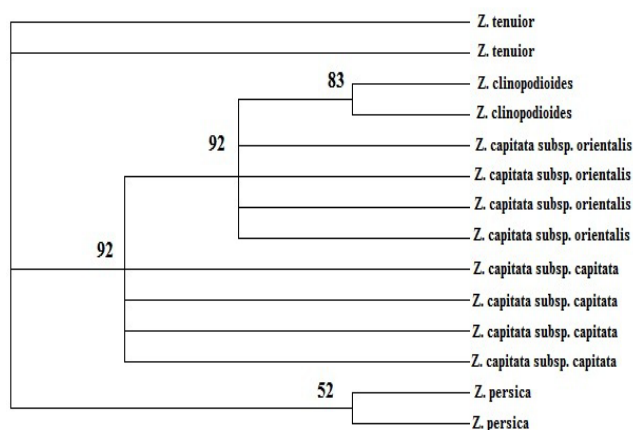 Z. tenuior
Z. tenuior
83
Z. clinopodioides
Z. clinopodioides
92
Z. capitata subsp. orientalis
Z. capitata subsp. orientalis
Z. capitata subsp. orientalis
Z. capitata subsp. orientalis
92
Z. capitata subsp. capitata
Z. capitata subsp. capitata
Z. capitata subsp. capitata
Z. capitata subsp. capitata
52
Z. persica
Z. persica